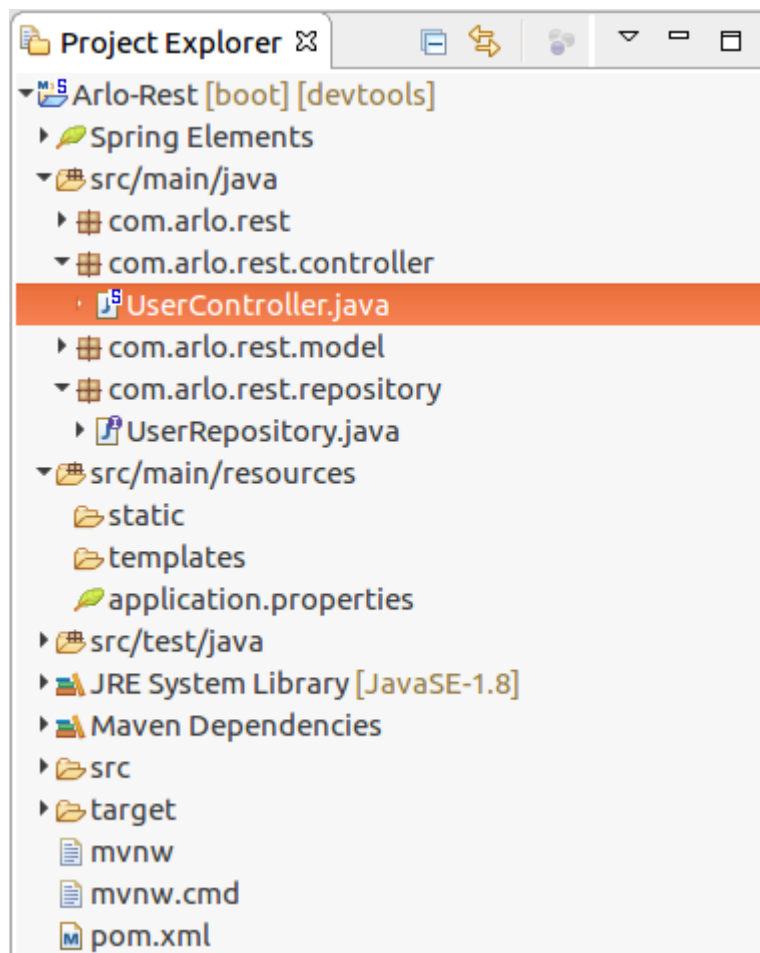 Project Explorer
Arlo-Rest [boot] [devtools]
Spring Elements
src/main/java
com.arlo.rest
com.arlo.rest.controller
UserController.java
com.arlo.rest.model
com.arlo.rest.repository
UserRepository.java
src/main/resources
static
templates
application.properties
src/test/java
JRE System Library [JavaSE-1.8]
Maven Dependencies
src
target
mvnw
mvnw.cmd
pom.xml